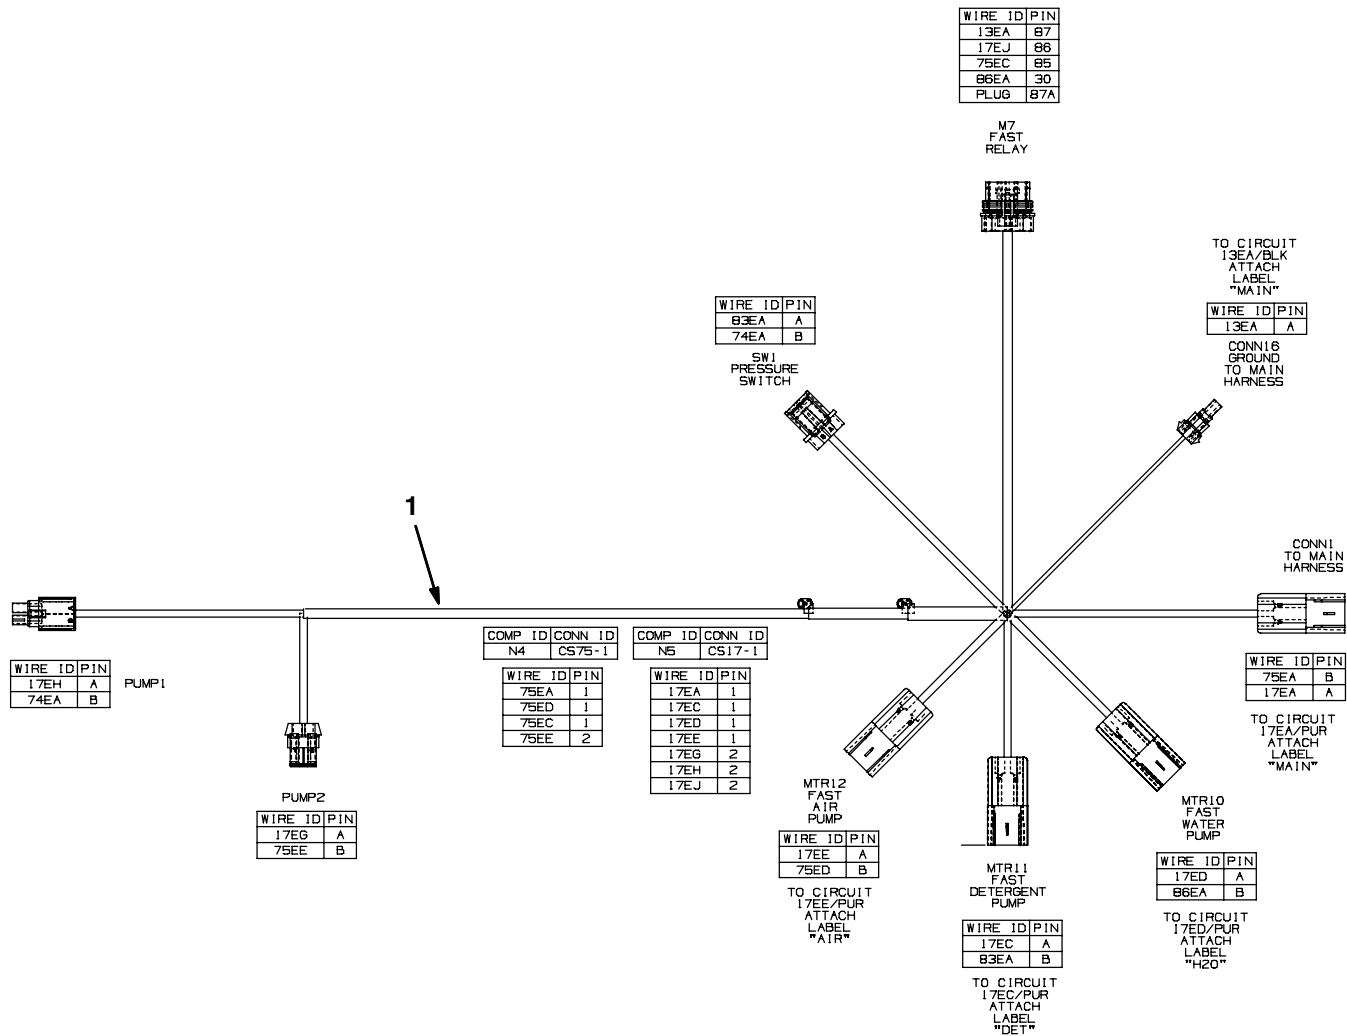 WIRE ID PIN
13EA 87
17EJ 86
75EC 85
86EA 30
PLUG 87A
M7
FAST
RELAY
TO CIRCUIT
13EA/BLK
ATTACH
LABEL
"MAIN"
WIRE ID PIN
13EA A
CONN16
GROUND
TO MAIN
HARNESS
WIRE ID PIN
83EA A
74EA B
SW1
PRESSURE
SWITCH
1
CONN1
TO MAIN
HARNESS
WIRE ID PIN
75EA B
17EA A
TO CIRCUIT
17EA/PUR
ATTACH
LABEL
"MAIN"
WIRE ID PIN
17EH A
74EA B
PUMP1
COMP ID CONN ID
N4 CS75-1
WIRE ID PIN
75EA 1
75ED 1
75EC 1
75EE 2
COMP ID CONN ID
N5 CS17-1
WIRE ID PIN
17EA 1
17EC 1
17ED 1
17EE 1
17EG 2
17EH 2
17EJ 2
PUMP2
WIRE ID PIN
17EG A
75EE B
MTR12
FAST
AIR
PUMP
WIRE ID PIN
17EE A
75ED B
TO CIRCUIT
17EE/PUR
ATTACH
LABEL
"AIR"
MTR11
FAST
DETERGENT
PUMP
WIRE ID PIN
17EC A
83EA B
TO CIRCUIT
17EC/PUR
ATTACH
LABEL
"DET"
MTR10
FAST
WATER
PUMP
WIRE ID PIN
17ED A
86EA B
TO CIRCUIT
17ED/PUR
ATTACH
LABEL
"H2O"